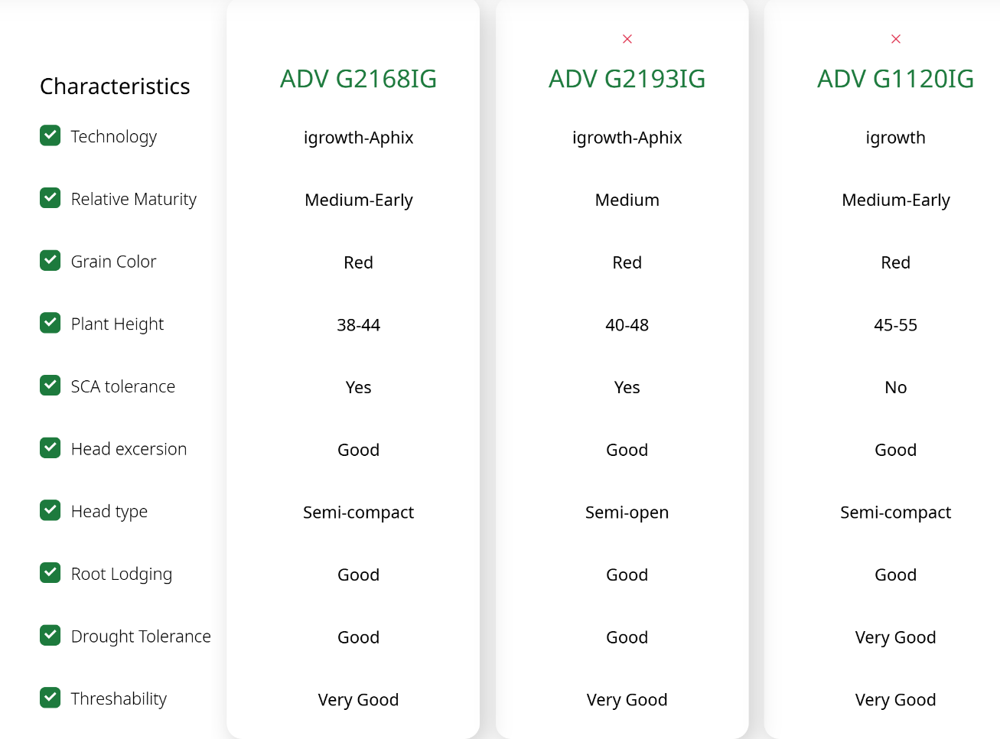 Characteristics ADV G2168IG ADV G2193IG ADV G1120IG
Technology igrowth-Aphix igrowth-Aphix igrowth
Relative Maturity Medium-Early Medium Medium-Early
Grain Color Red Red Red
Plant Height 38-44 40-48 45-55
SCA tolerance Yes Yes No
Head excersion Good Good Good
Head type Semi-compact Semi-open Semi-compact
Root Lodging Good Good Good
Drought Tolerance Good Good Very Good
Threshability Very Good Very Good Very Good